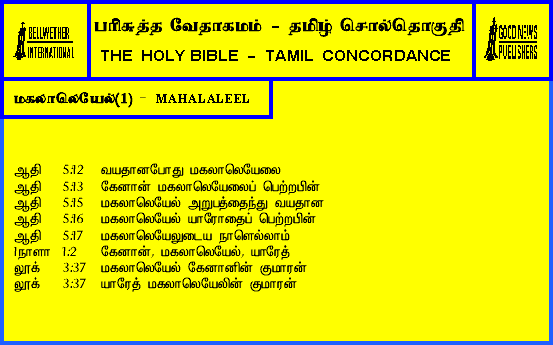 BELLWETHER
INTERNATIONAL
பரிசுத்த வேதாகமம் - தமிழ் சொல்தொகுதி
THE HOLY BIBLE - TAMIL CONCORDANCE
GOOD NEWS
PUBLISHERS
மகலாலெயேல்(1) - MAHALALEEL
ஆதி 5:12 வயதானபோது மகலாலெயேலை
ஆதி 5:13 கேனான் மகலாலெயேலைப் பெற்றபின்
ஆதி 5:15 மகலாலெயேல் அறுபத்தைந்து வயதான
ஆதி 5:16 மகலாலெயேல் யாரேதைப் பெற்றபின்
ஆதி 5:17 மகலாலெயேலுடைய நாளெல்லாம்
1நாளா 1:2 கேனான், மகலாலெயேல், யாரேத்
லூக் 3:37 மகலாலெயேல் கேனானின் குமாரன்
லூக் 3:37 யாரேத் மகலாலெயேலின் குமாரன்